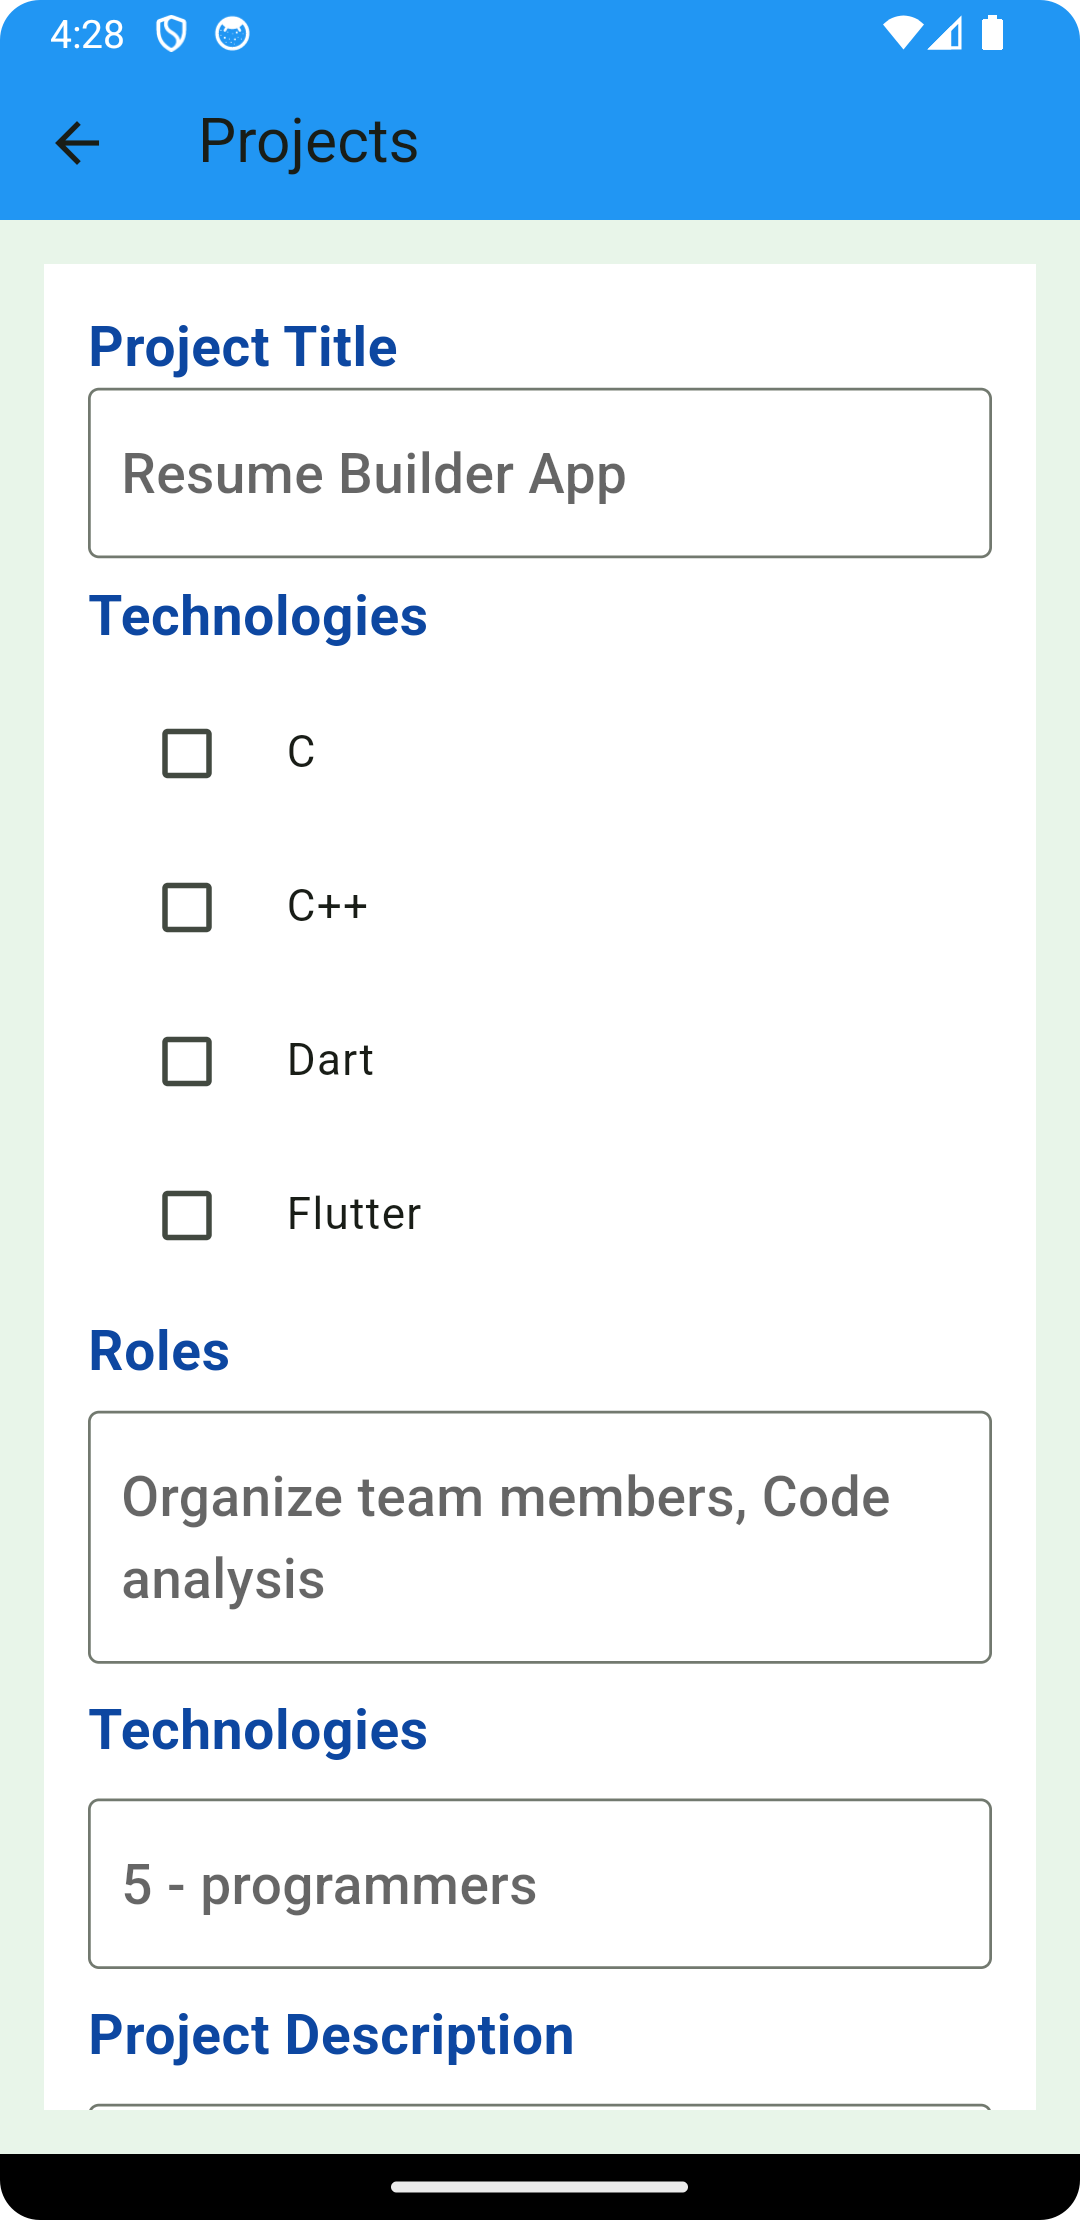 4:28
Projects
Project Title
Resume Builder App
Technologies
C
C++
Dart
Flutter
Roles
Organize team members, Code
analysis
Technologies
5 - programmers
Project Description